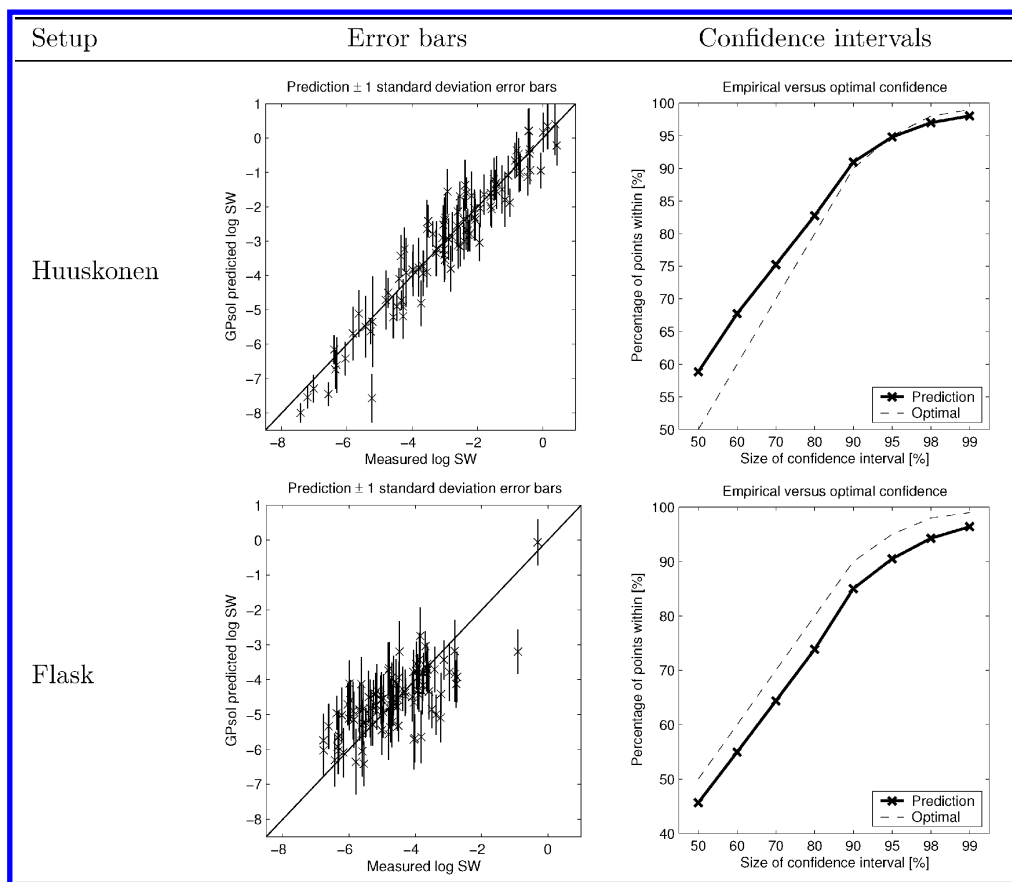 Setup Error bars Confidence intervals
Huuskonen
Prediction ± 1 standard deviation error bars
1
0
−1
−2
−3
−4
−5
−6
−7
−8
GPsol predicted log SW
−8 −6 −4 −2 0
Measured log SW
Empirical versus optimal confidence
100
95
90
85
80
75
70
65
60
55
50
Percentage of points within [%]
Prediction
Optimal
50 60 70 80 90 95 98 99
Size of confidence interval [%]
Flask
Prediction ± 1 standard deviation error bars
1
0
−1
−2
−3
−4
−5
−6
−7
−8
GPsol predicted log SW
−8 −6 −4 −2 0
Measured log SW
Empirical versus optimal confidence
100
90
80
70
60
50
40
Percentage of points within [%]
Prediction
Optimal
50 60 70 80 90 95 98 99
Size of confidence interval [%]